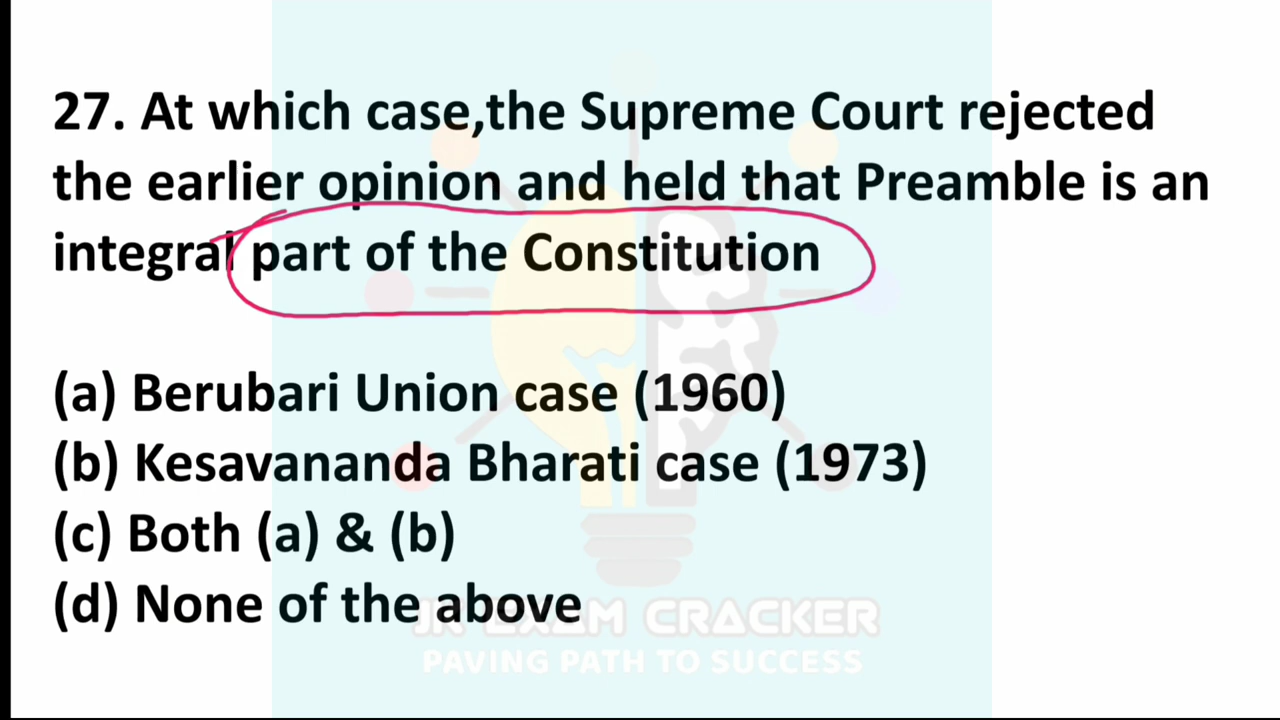 27. At which case,the Supreme Court rejected
the earlier opinion and held that Preamble is an
integral part of the Constitution
(a) Berubari Union case (1960)
(b) Kesavananda Bharati case (1973)
(c) Both (a) & (b)
(d) None of the above
JK EXAM CRACKER
PAVING PATH TO SUCCESS